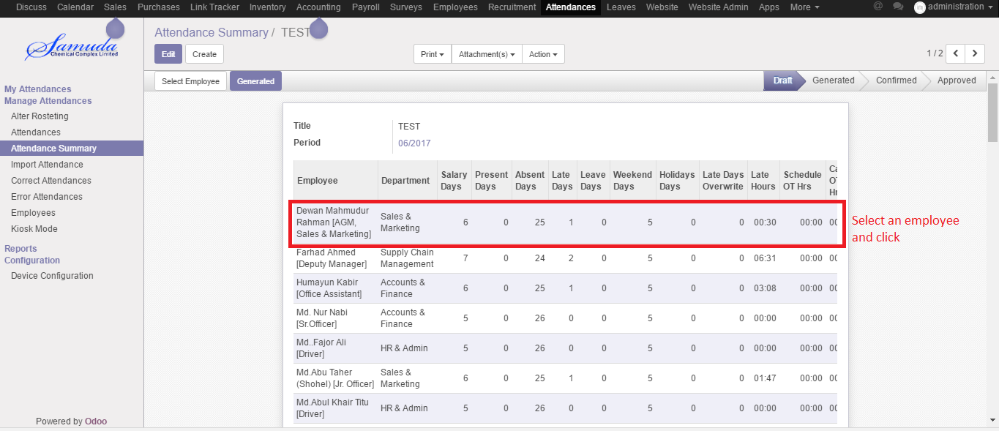 Discuss Calendar Sales Purchases Link Tracker Inventory Accounting Payroll Surveys Employees Recruitment Attendances Leaves Website Website Admin Apps More @ administration
Samuda
Chemical Complex Limited
Attendance Summary / TEST
Edit Create Print Attachment(s) Action 1 / 2
Select Employee Generated Draft Generated Confirmed Approved
My Attendances
Manage Attendances
Alter Rosteting
Attendances
Attendance Summary
Import Attendance
Correct Attendances
Error Attendances
Employees
Kiosk Mode
Reports
Configuration
Device Configuration
Powered by Odoo
Title TEST
Period 06/2017
Employee Department Salary Days Present Days Absent Days Late Days Leave Days Weekend Days Holidays Days Late Days Overwrite Late Hours Schedule OT Hrs
Dewan Mahmudur
Rahman [AGM,
Sales & Marketing] Sales & Marketing 6 0 25 1 0 5 0 0 00:30 00:00 00
Farhad Ahmed
[Deputy Manager] Supply Chain Management 7 0 24 2 0 5 0 0 06:31 00:00 00
Humayun Kabir
[Office Assistant] Accounts & Finance 6 0 25 1 0 5 0 0 03:08 00:00 00
Md. Nur Nabi
[Sr.Officer] Accounts & Finance 5 0 26 0 0 5 0 0 00:00 00:00 00
Md..Fajor Ali
[Driver] HR & Admin 5 0 26 0 0 5 0 0 00:00 00:00 00
Md.Abu Taher
(Shohel) [Jr. Officer] Sales & Marketing 6 0 25 1 0 5 0 0 01:47 00:00 00
Md.Abul Khair Titu
[Driver] HR & Admin 5 0 26 0 0 5 0 0 00:00 00:00 00
Select an employee
and click